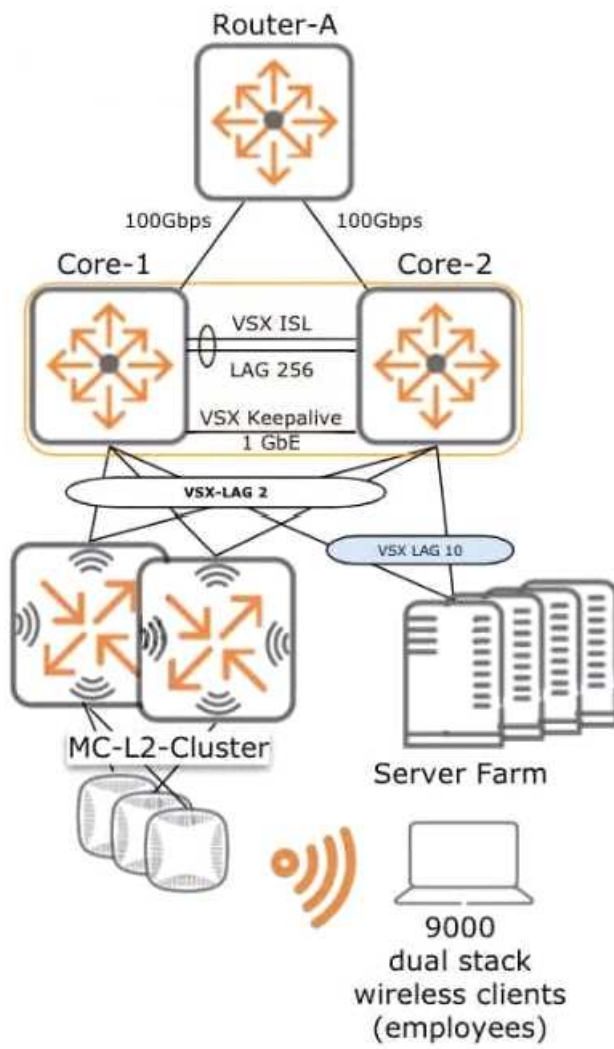 Router-A
100Gbps
100Gbps
Core-1
Core-2
VSX ISL
LAG 256
VSX Keepalive
1 GbE
VSX-LAG 2
VSX LAG 10
MC-L2-Cluster
Server Farm
9000
dual stack
wireless clients
(employees)